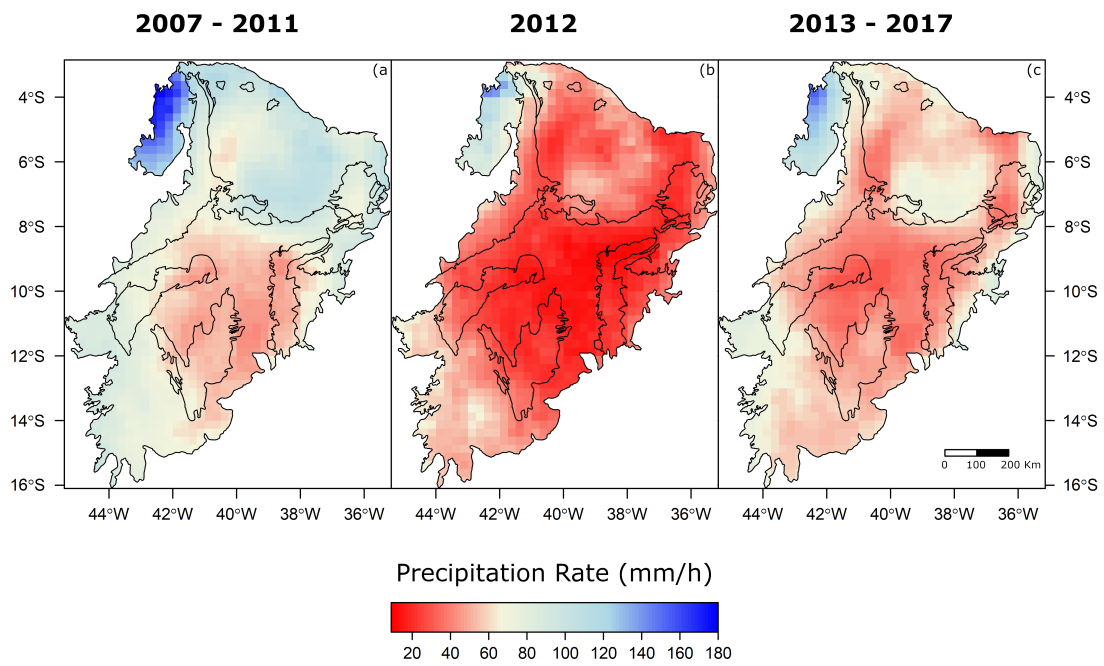 2007 - 2011 2012 2013 - 2017
(a (b (c
4°S 4°S
6°S 6°S
8°S 8°S
10°S 10°S
12°S 12°S
14°S 14°S
0 100 200 Km
16°S 16°S
44°W 42°W 40°W 38°W 36°W 44°W 42°W 40°W 38°W 36°W 44°W 42°W 40°W 38°W 36°W
Precipitation Rate (mm/h)
20 40 60 80 100 120 140 160 180